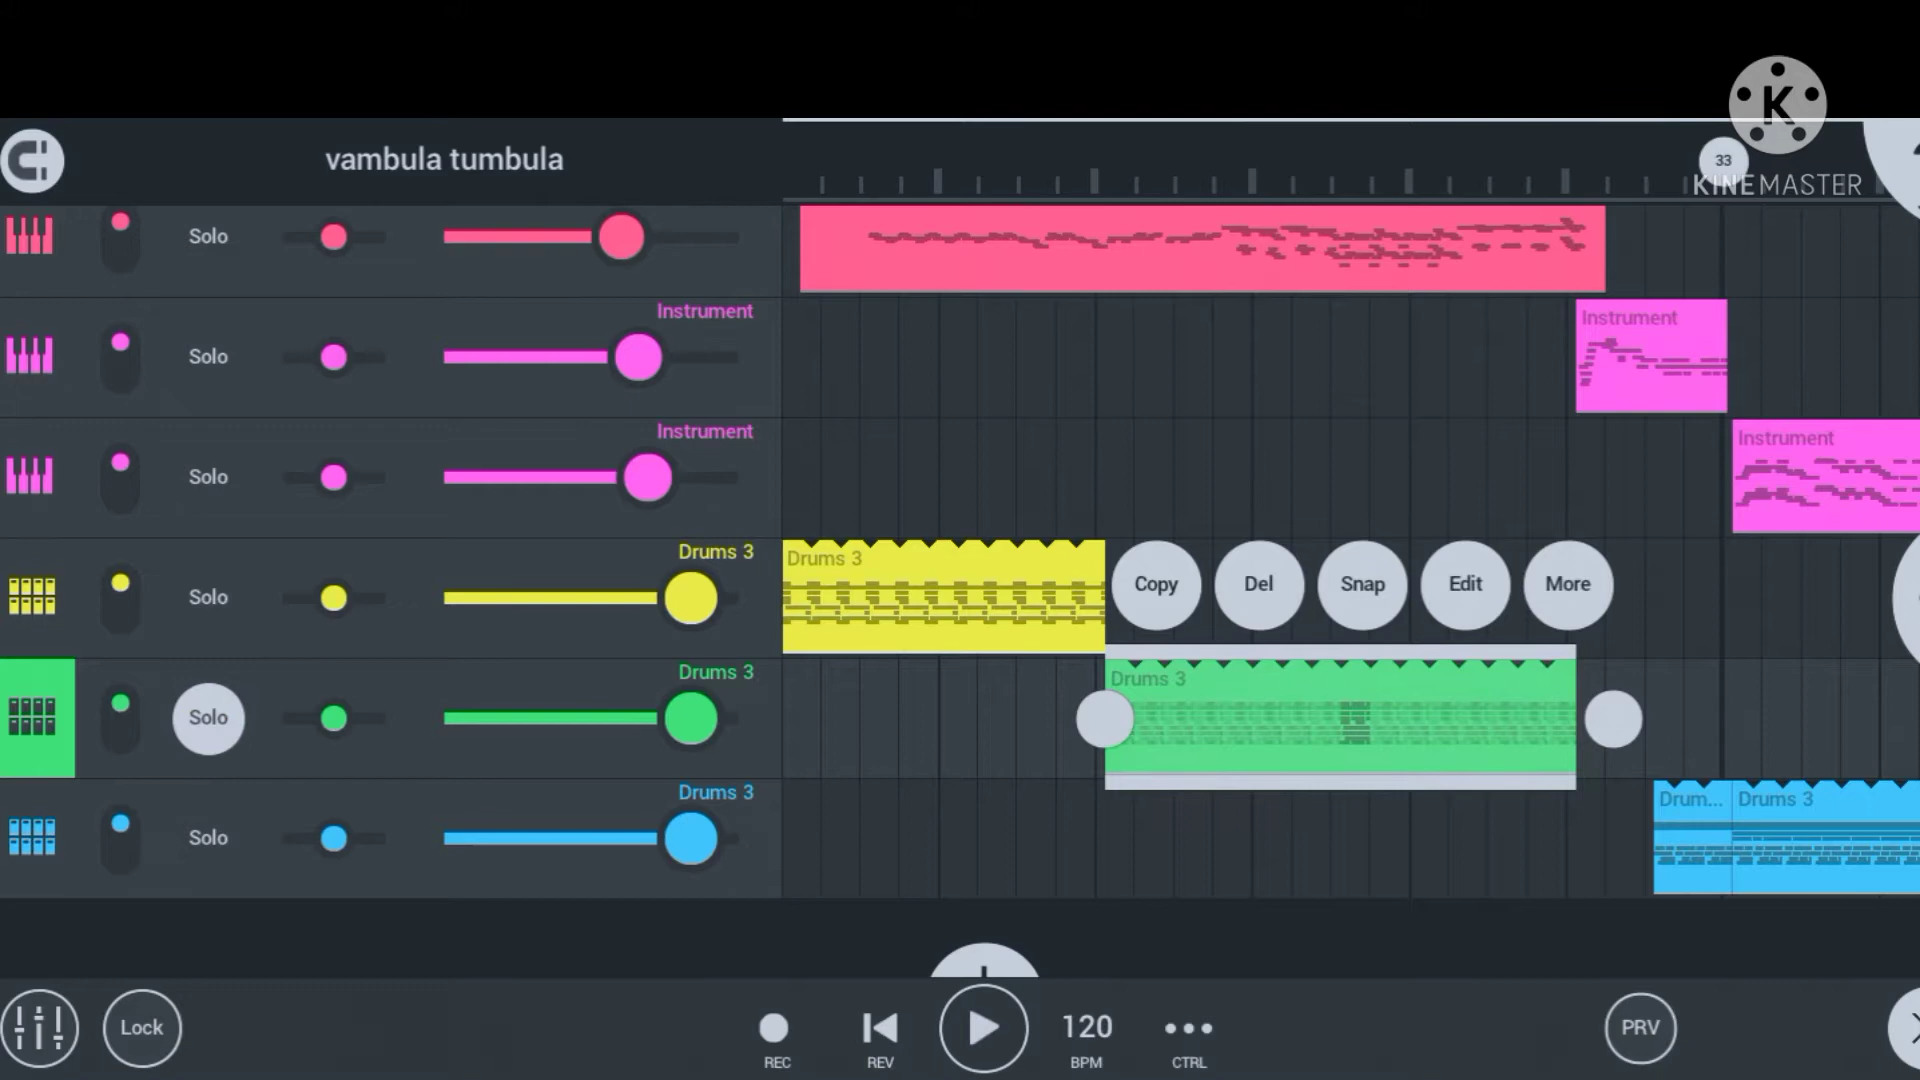 vambula tumbula
33
K
KINEMASTER
Solo
Instrument
Solo
Instrument
Instrument
Solo
Instrument
Drums 3
Solo
Drums 3
Copy
Del
Snap
Edit
More
Drums 3
Solo
Drums 3
Drums 3
Solo
Drum...
Drums 3
Lock
REC
REV
120
BPM
CTRL
PRV